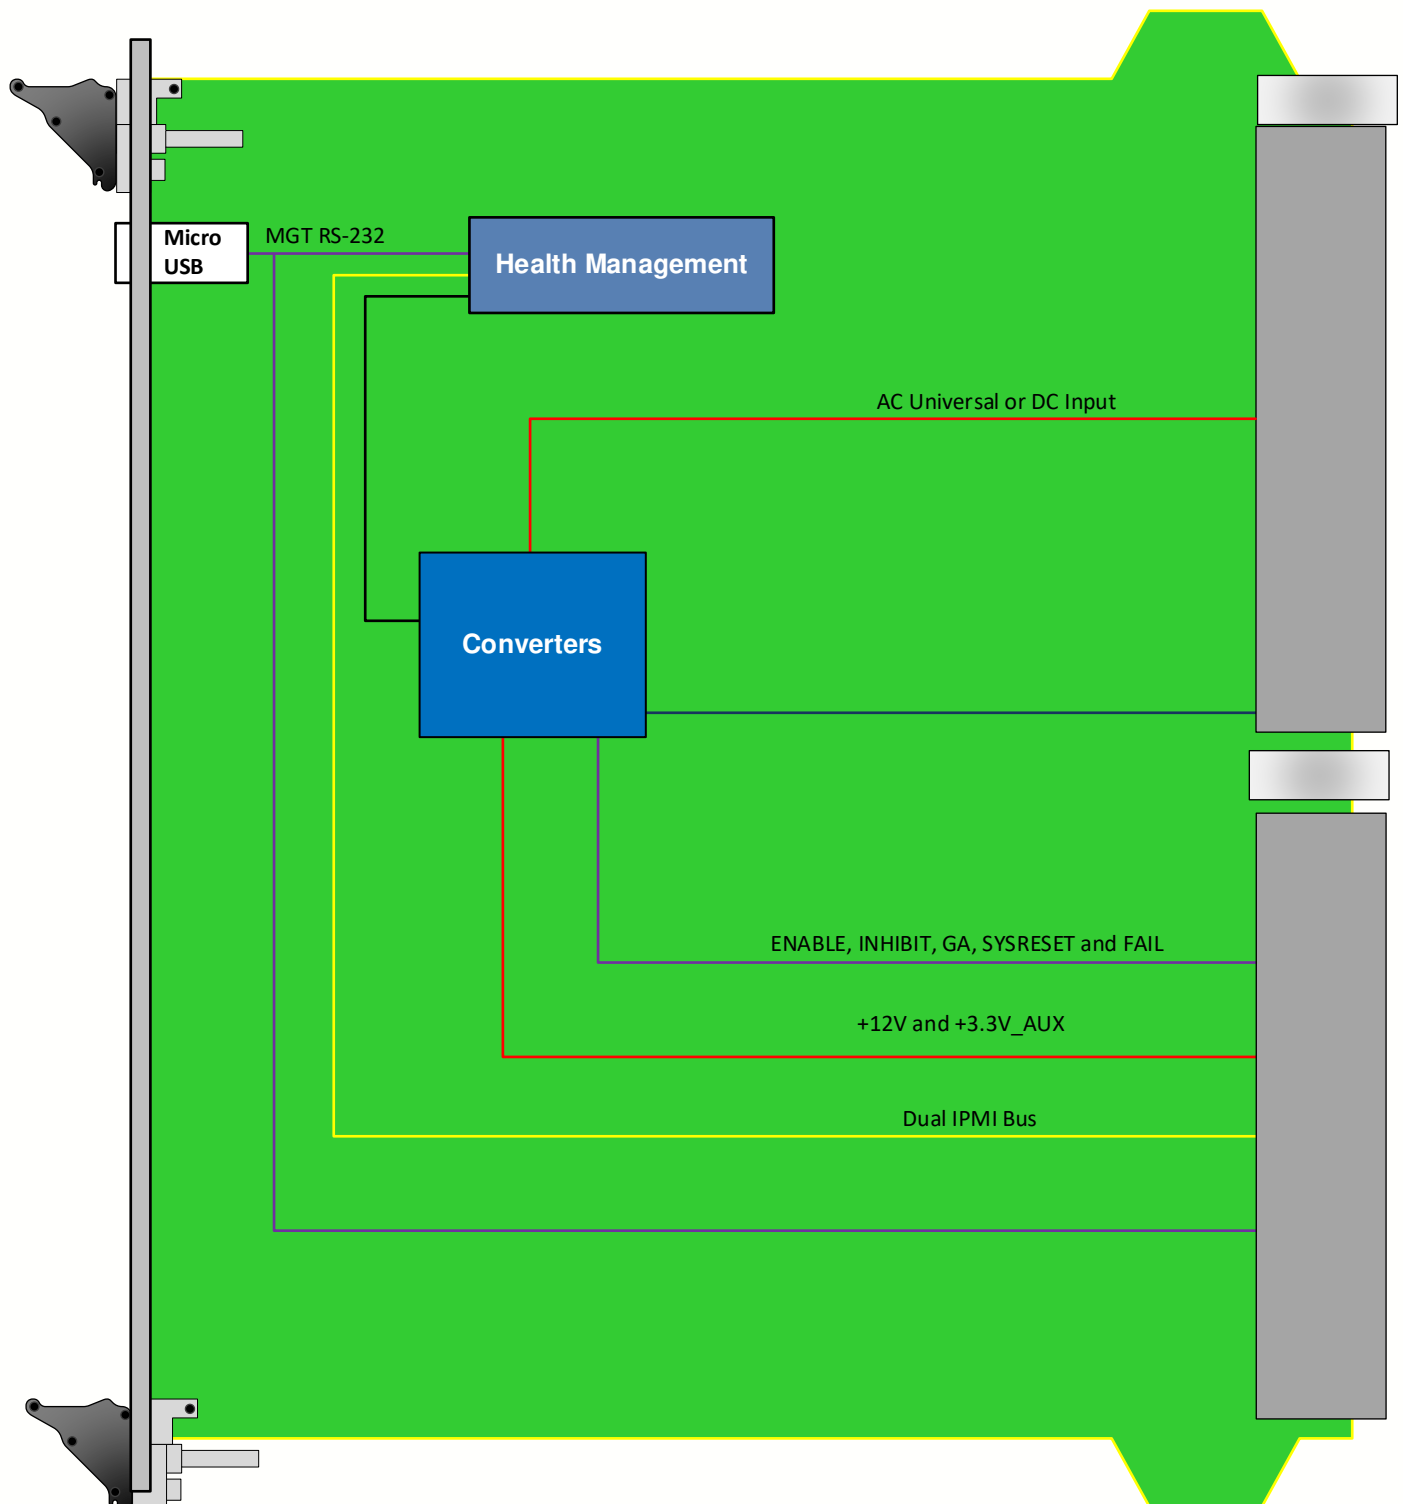 Micro
USB
MGT RS-232
Health Management
AC Universal or DC Input
Converters
ENABLE, INHIBIT, GA, SYSRESET and FAIL
+12V and +3.3V_AUX
Dual IPMI Bus